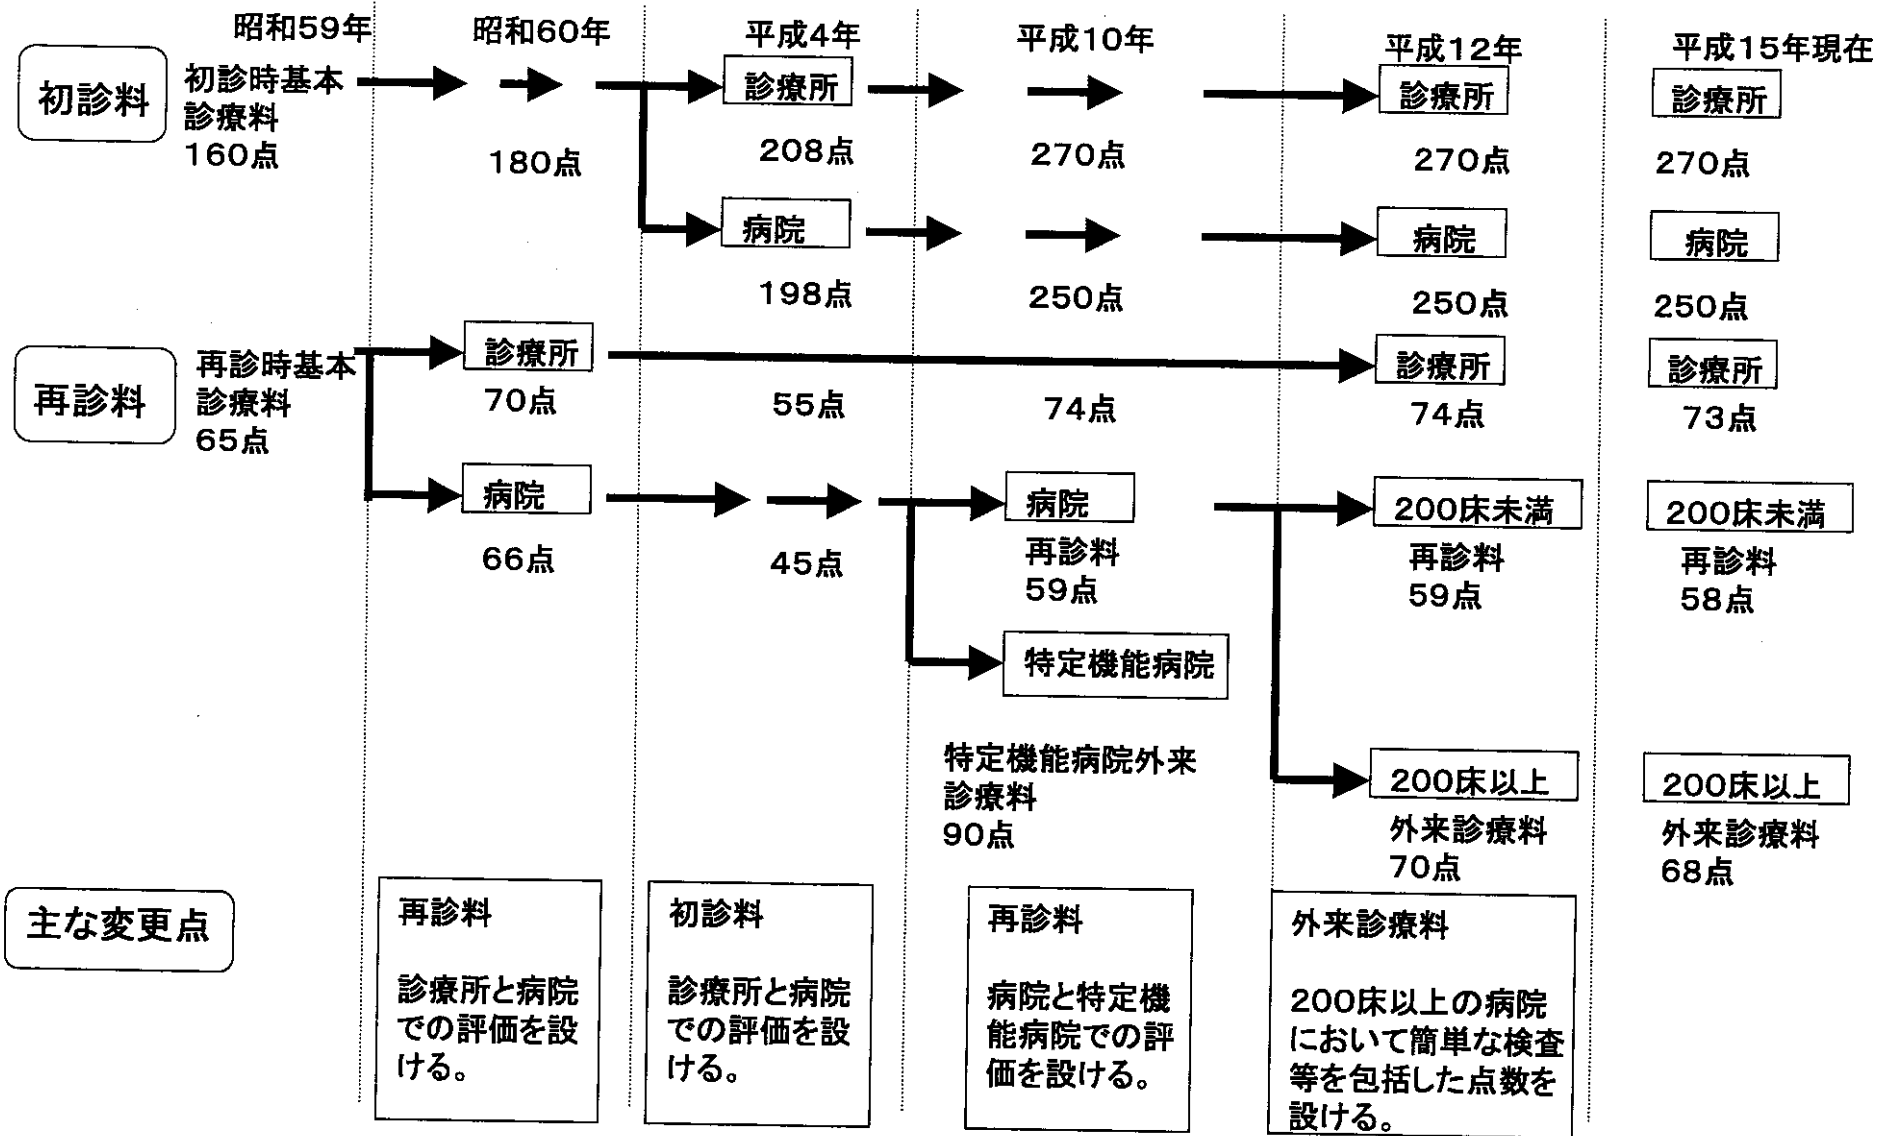 昭和59年
昭和60年
平成4年
平成10年
平成12年
平成15年現在
初診料
初診時基本
診療料
160点
180点
診療所
208点
270点
診療所
270点
診療所
270点
病院
198点
250点
病院
250点
病院
250点
再診料
再診時基本
診療料
65点
診療所
70点
55点
74点
診療所
74点
診療所
73点
病院
66点
45点
病院
再診料
59点
200床未満
再診料
59点
200床未満
再診料
58点
特定機能病院
特定機能病院外来
診療料
90点
200床以上
外来診療料
70点
200床以上
外来診療料
68点
主な変更点
再診料
診療所と病院
での評価を設
ける。
初診料
診療所と病院
での評価を設
ける。
再診料
病院と特定機
能病院での評
価を設ける。
外来診療料
200床以上の病院
において簡単な検査
等を包括した点数を
設ける。